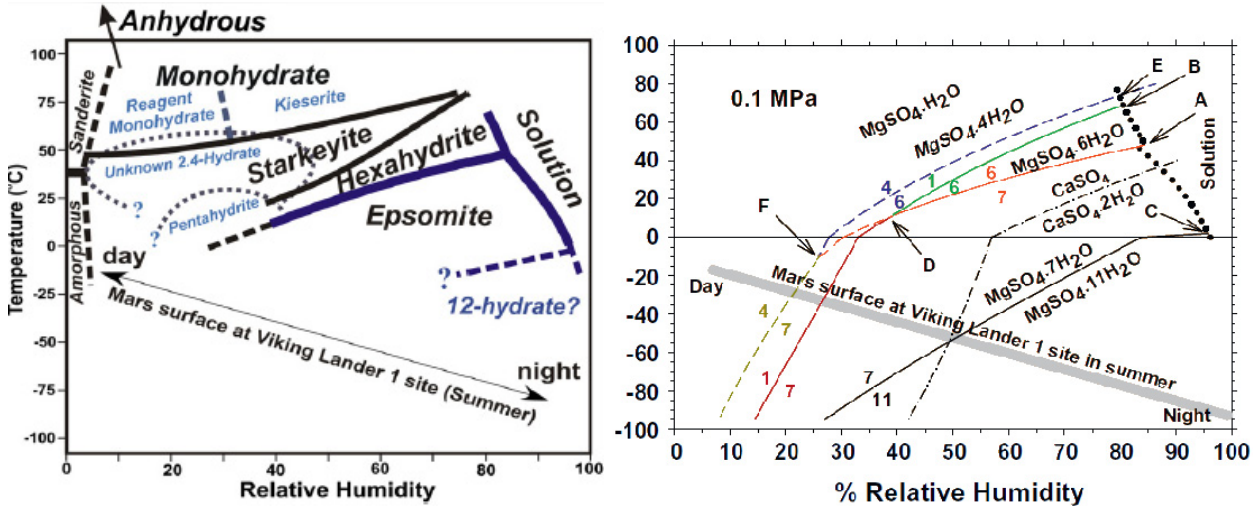 Anhydrous
100
75
50
25
0
-25
-50
-75
-100
Temperature (°C)
Sanderite
Amorphous
Monohydrate
Reagent
Monohydrate
Kieserite
Unknown 2.4-Hydrate
Starkeyite
Hexahydrite
Solution
?
Pentahydrite
?
Epsomite
?
12-hydrate?
day
Mars surface at Viking Lander 1 site (Summer)
night
0
20
40
60
80
100
Relative Humidity
100
80
60
40
20
0
-20
-40
-60
-80
-100
0.1 MPa
MgSO4·H2O
MgSO4·4H2O
MgSO4·6H2O
E
B
A
Solution
4
6
1
6
6
7
CaSO4
CaSO4 2H2O
C
F
D
MgSO4·7H2O
MgSO4·11H2O
Day
Mars surface at Viking Lander 1 site in summer
4
7
1
7
7
11
Night
0
10
20
30
40
50
60
70
80
90
100
% Relative Humidity